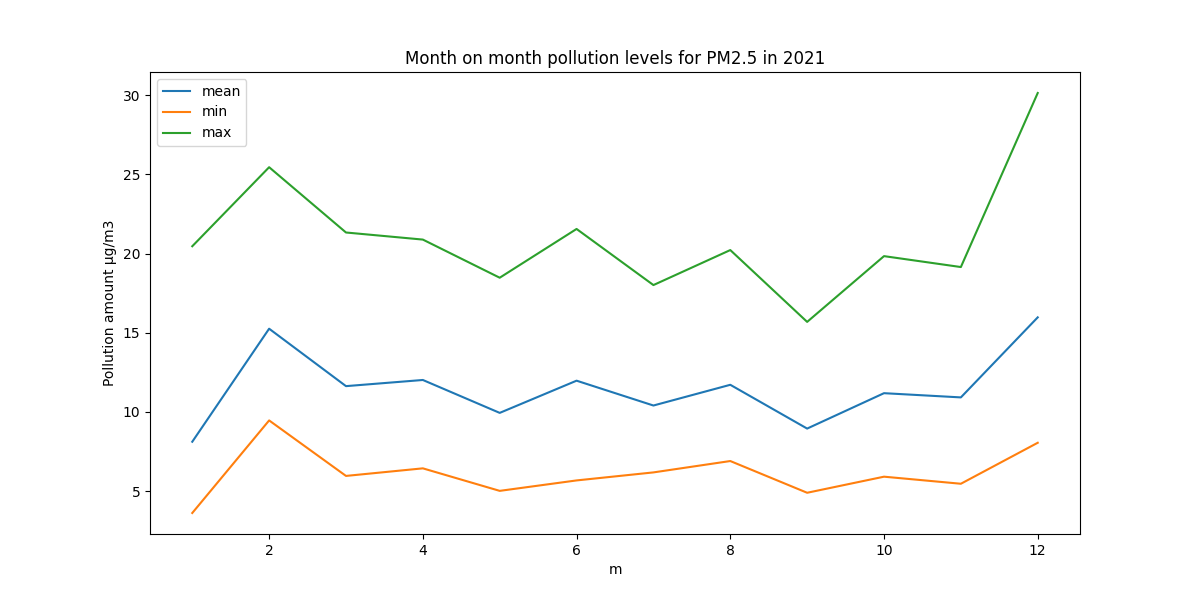 Month on month pollution levels for PM2.5 in 2021
mean
min
max
Pollution amount µg/m3
30
25
20
15
10
5
2 4 6 8 10 12
m